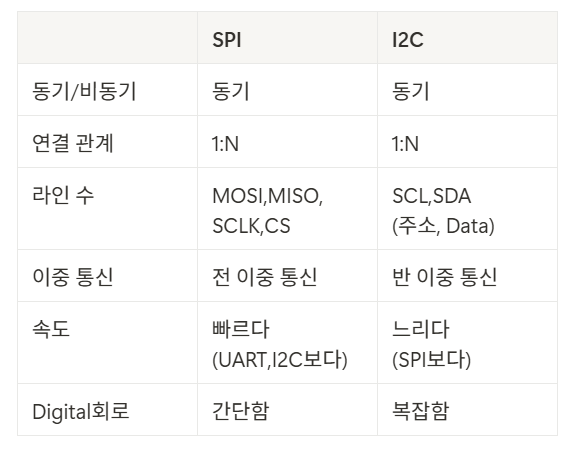 SPI I2C
동기/비동기 동기 동기
연결 관계 1:N 1:N
라인 수 MOSI,MISO, SCL,SDA
SCLK,CS (주소, Data)
이중 통신 전 이중 통신 반 이중 통신
속도 빠르다 느리다
(UART,I2C보다) (SPI보다)
Digital회로 간단함 복잡함